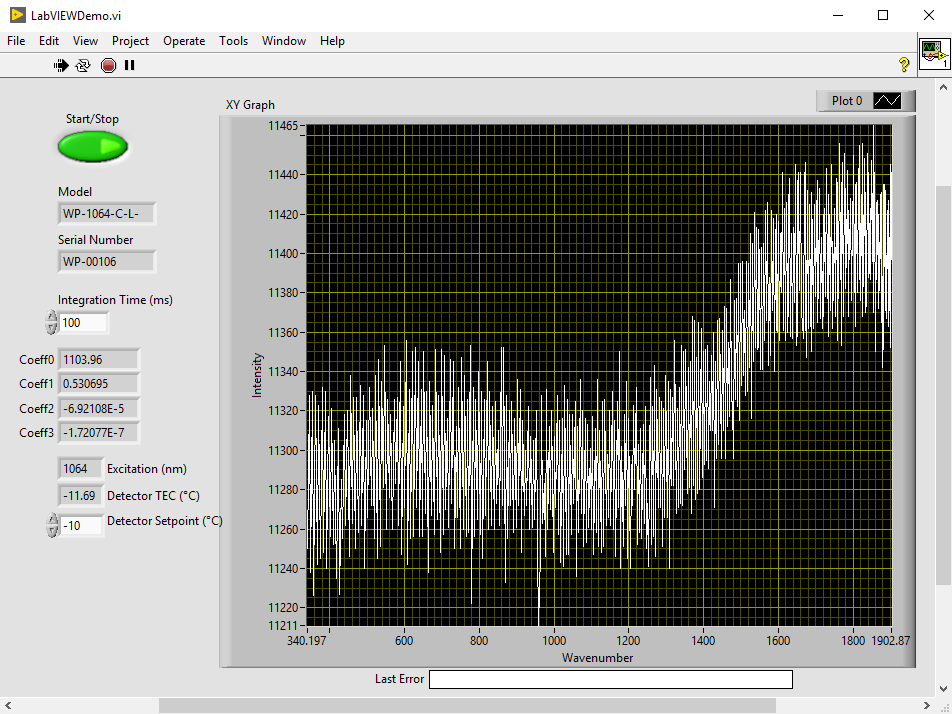 LabVIEWDemo.vi
File Edit View Project Operate Tools Window Help
?
1
Plot 0
XY Graph
Start/Stop
Model
WP-1064-C-L-
Serial Number
WP-00106
Integration Time (ms)
100
Coeff0 1103.96
Coeff1 0.530695
Coeff2 -6.92108E-5
Coeff3 -1.72077E-7
1064 Excitation (nm)
-11.69 Detector TEC (°C)
-10 Detector Setpoint (°C)
Intensity
11465
11440
11420
11400
11380
11360
11340
11320
11300
11280
11260
11240
11220
11211
340.197 600 800 1000 1200 1400 1600 1800 1902.87
Wavenumber
Last Error